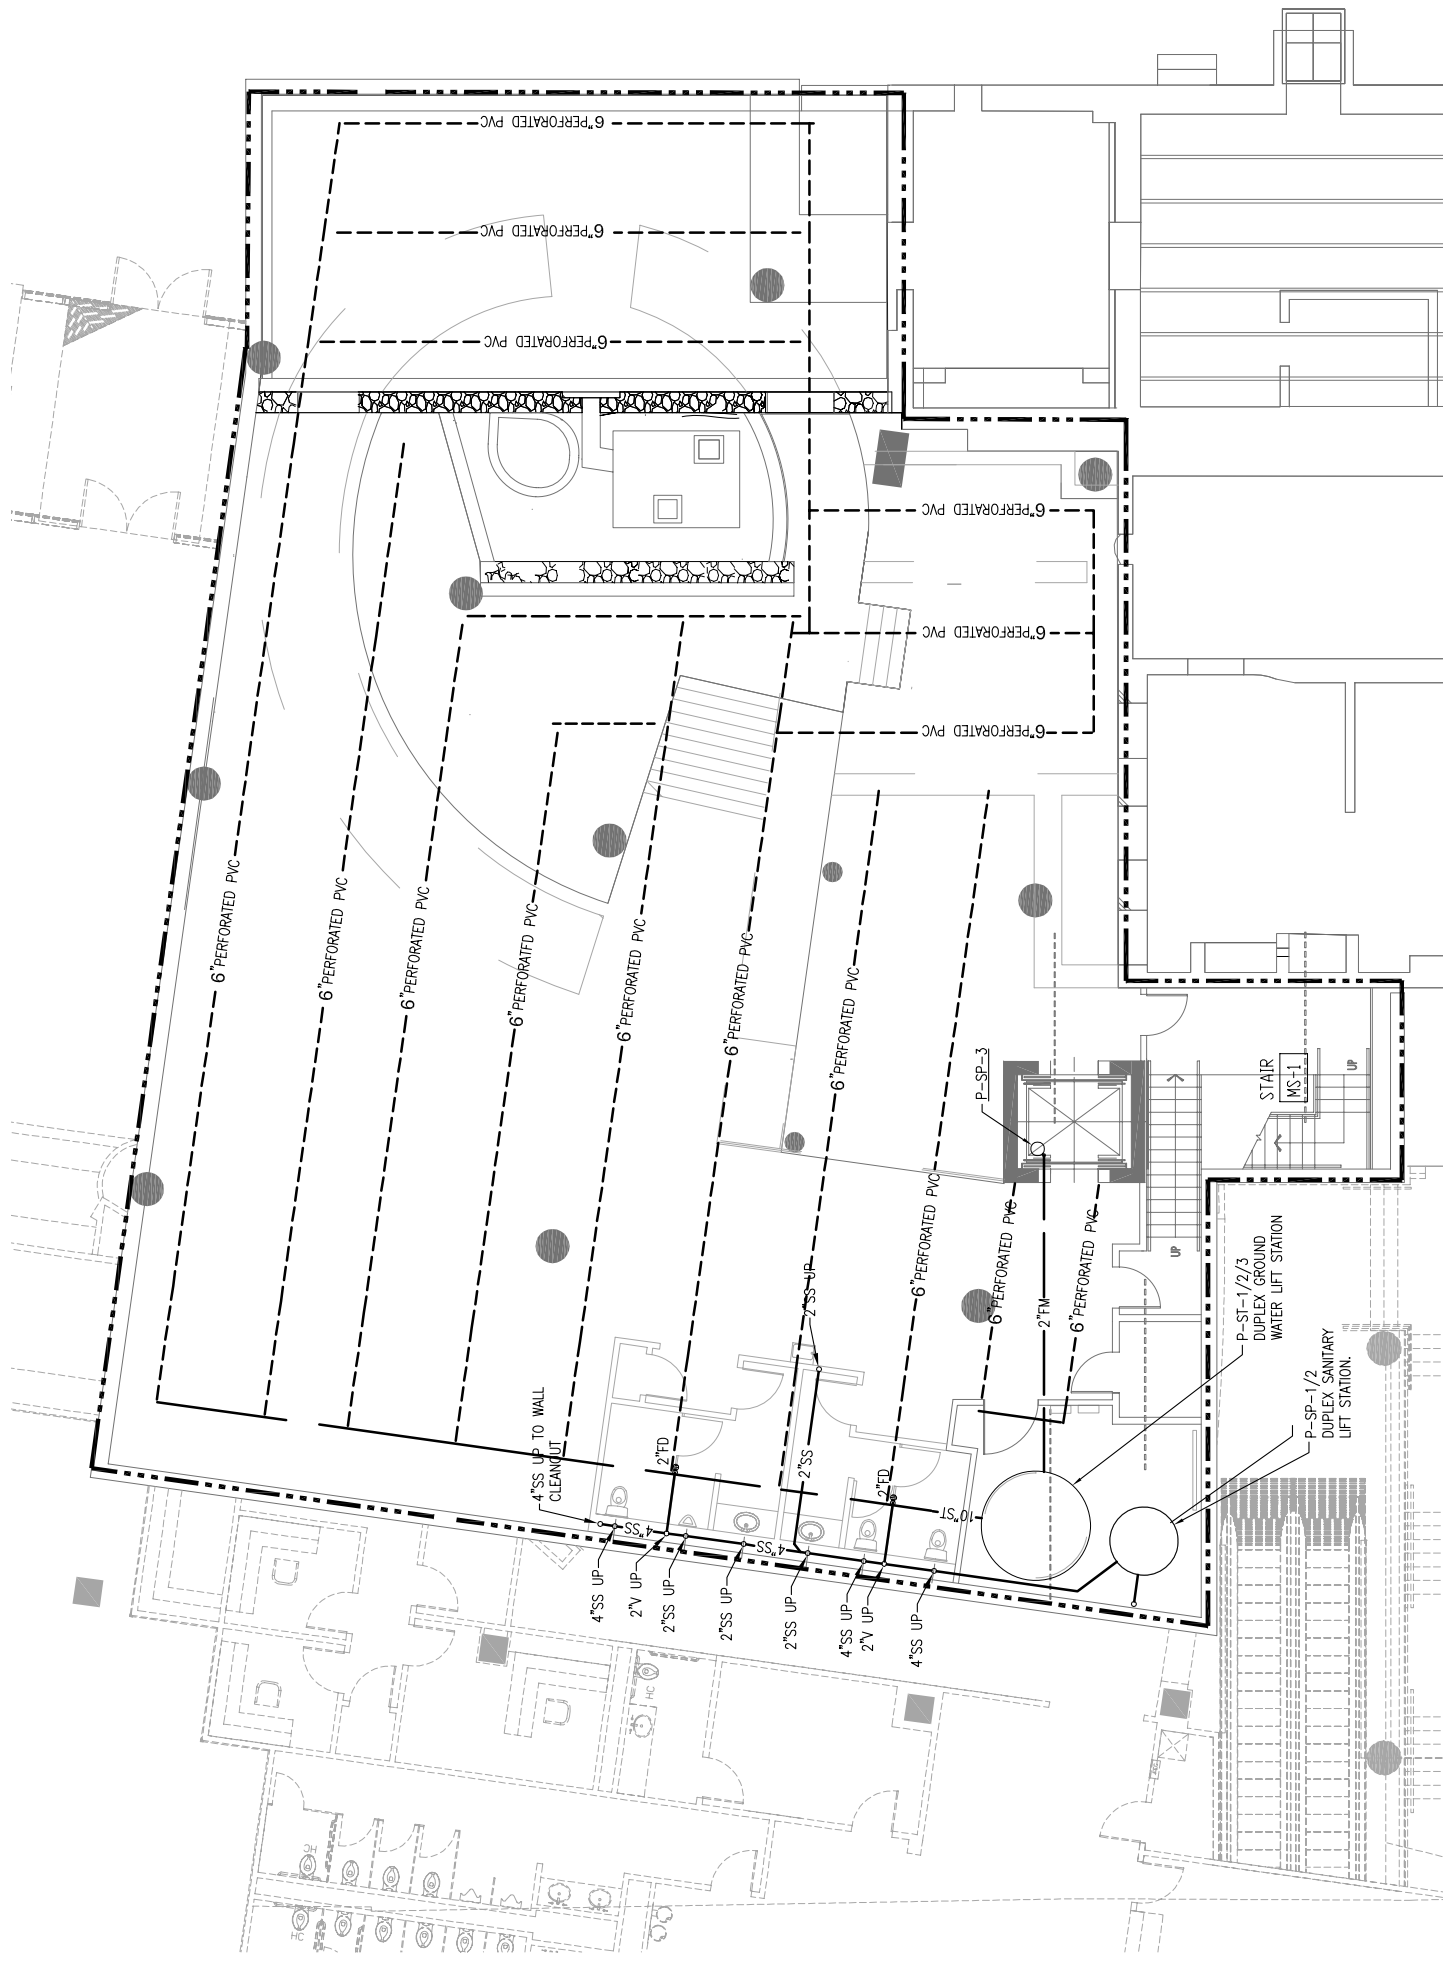 6"PERFORATED PVC
6"PERFORATED PVC
6"PERFORATED PVC
6"PERFORATED PVC
6"PERFORATED PVC
6"PERFORATED PVC
6"PERFORATED PVC
6"PERFORATED PVC
6"PERFORATED PVC
6"PERFORATFD PVC
6"PERFORATED PVC
6"PERFORATED PVC
6"PERFORATED PVC
6"PERFORATED PVC
6"PERFORATED PVC
6"PERFORATED PVC
P-SP-3
STAIR
MS-1
UP
UP
2"FM
2"SS UP
P-ST-1/2/3
DUPLEX GROUND
WATER LIFT STATION
P-SP-1/2
DUPLEX SANITARY
LIFT STATION.
4"SS UP TO WALL
CLEANOUT
2"FD
2"SS
2"FD
10"ST
4"SS
4"SS
4"SS UP
2"V UP
2"SS UP
2"SS UP
2"SS UP
4"SS UP
2"V UP
4"SS UP
HC
HC
HC